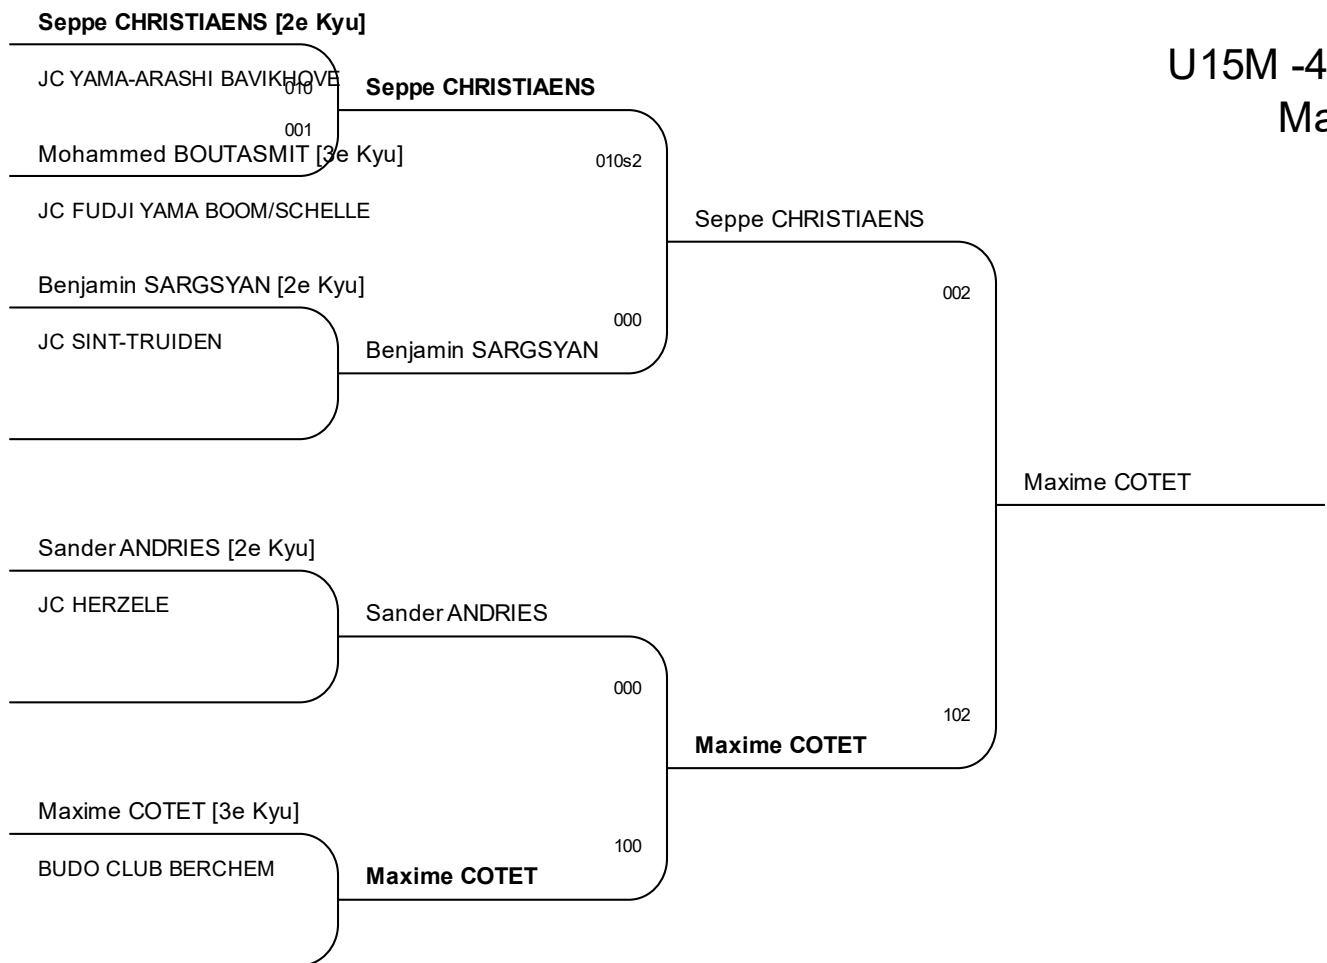 Seppe CHRISTIAENS [2e Kyu]
JC YAMA-ARASHI BAVIKHOVE
010
001
Mohammed BOUTASMIT [3e Kyu]
JC FUDJI YAMA BOOM/SCHELLE
Benjamin SARGSYAN [2e Kyu]
JC SINT-TRUIDEN
Sander ANDRIES [2e Kyu]
JC HERZELE
Maxime COTET [3e Kyu]
BUDO CLUB BERCHEM
Seppe CHRISTIAENS
010s2
000
Benjamin SARGSYAN
Sander ANDRIES
000
100
Maxime COTET
Seppe CHRISTIAENS
002
102
Maxime COTET
Maxime COTET
U15M -4
Ma